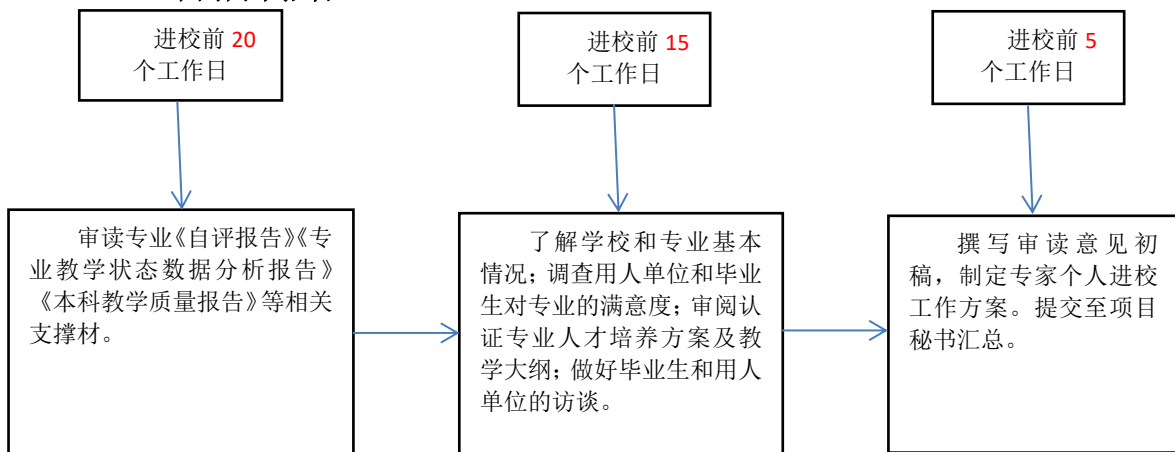 进校前 20
个工作日
进校前 15
个工作日
进校前 5
个工作日
审读专业《自评报告》《专
业教学状态数据分析报告》
《本科教学质量报告》等相关
支撑材。
了解学校和专业基本
情况；调查用人单位和毕业
生对专业的满意度；审阅认
证专业人才培养方案及教
学大纲；做好毕业生和用人
单位的访谈。
撰写审读意见初
稿，制定专家个人进校
工作方案。提交至项目
秘书汇总。